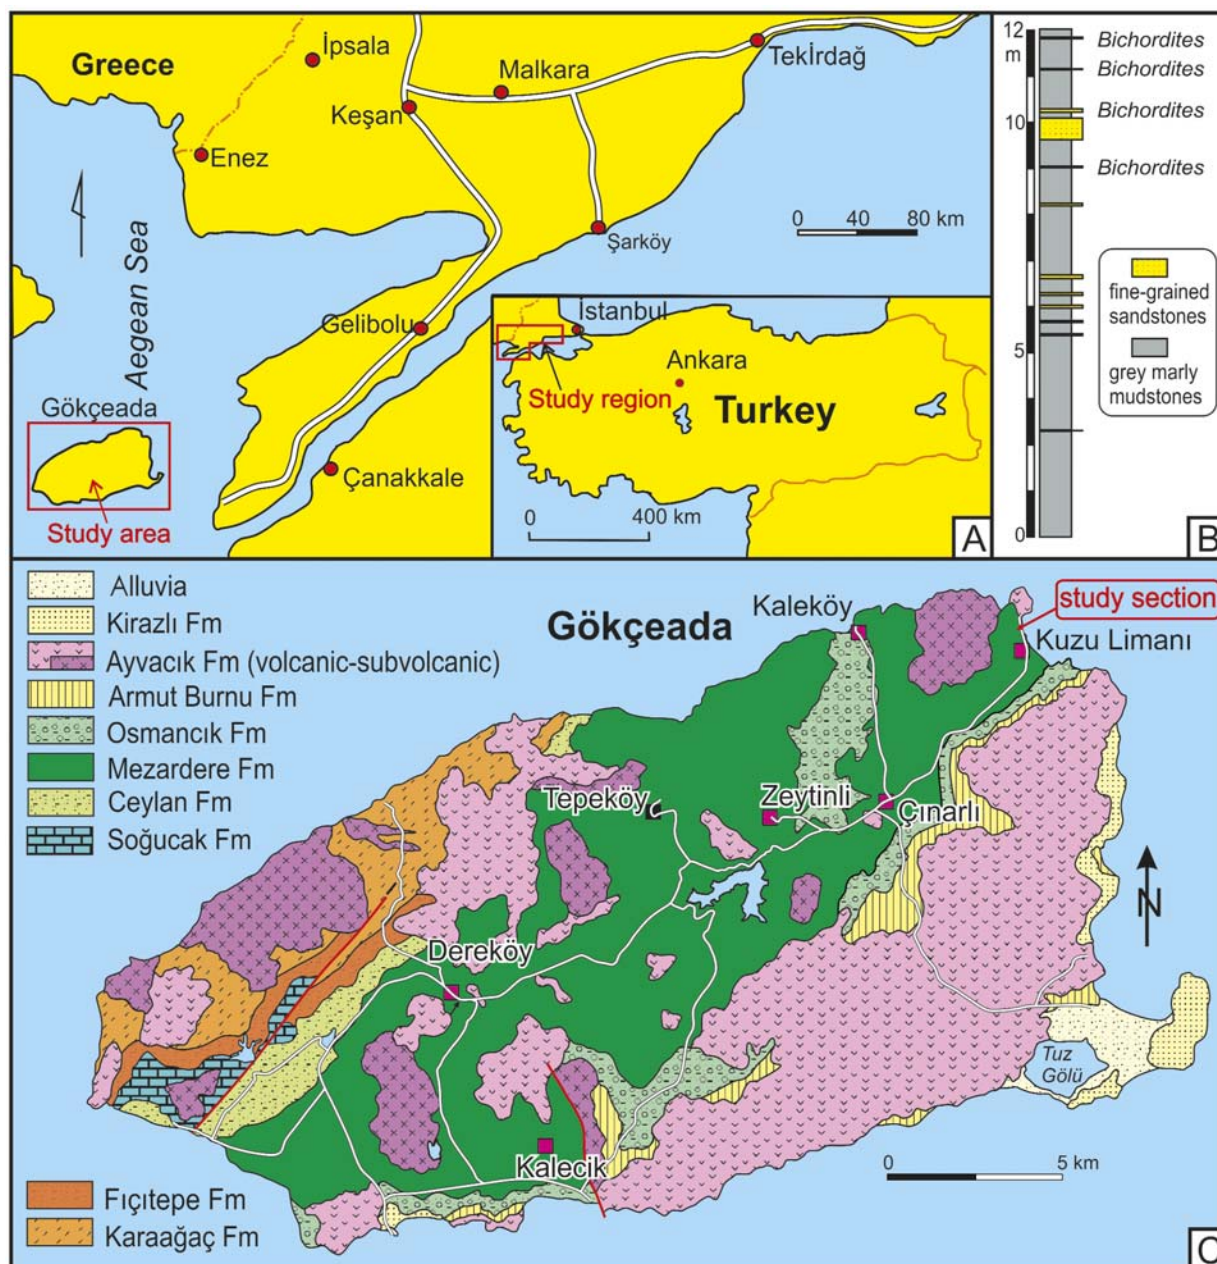 Greece
İpsala
Malkara
Tekİrdağ
Keşan
Enez
Şarköy
0 40 80 km
Aegean Sea
Gelibolu
Gökçeada
Study area
Çanakkale
İstanbul
Ankara
Study region
Turkey
0 400 km
A
12
m
10
5
0
Bichordites
Bichordites
Bichordites
Bichordites
fine-grained
sandstones
grey marly
mudstones
B
Alluvia
Kirazlı Fm
Ayvacık Fm (volcanic-subvolcanic)
Armut Burnu Fm
Osmancık Fm
Mezardere Fm
Ceylan Fm
Soğucak Fm
Gökçeada
Kaleköy
study section
Kuzu Limanı
Tepeköy
Zeytinli
Çınarlı
N
Dereköy
Tuz
Gölü
Kalecik
0 5 km
Fıçıtepe Fm
Karaağaç Fm
C